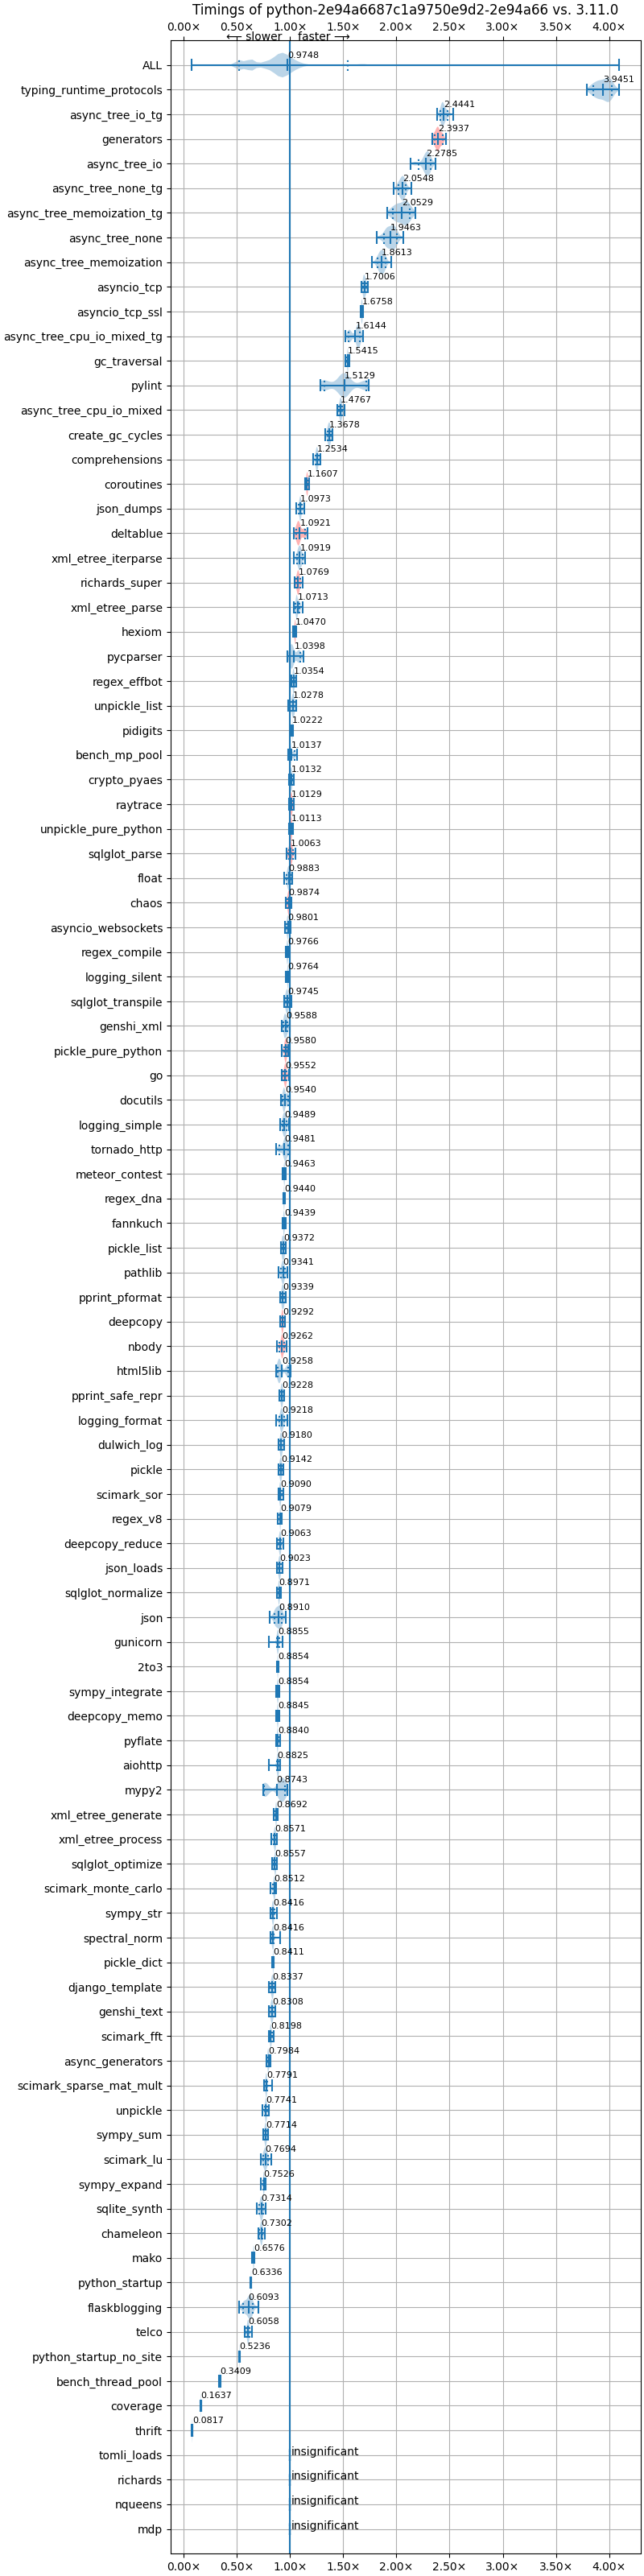 Timings of python-2e94a6687c1a9750e9d2-2e94a66 vs. 3.11.0
0.00× 0.50× 1.00× 1.50× 2.00× 2.50× 3.00× 3.50× 4.00×
⟵ slower faster ⟶
ALL 0.9748
typing_runtime_protocols 3.9451
async_tree_io_tg 2.4441
generators 2.3937
async_tree_io 2.2785
async_tree_none_tg 2.0548
async_tree_memoization_tg 2.0529
async_tree_none 1.9463
async_tree_memoization 1.8613
asyncio_tcp 1.7006
asyncio_tcp_ssl 1.6758
async_tree_cpu_io_mixed_tg 1.6144
gc_traversal 1.5415
pylint 1.5129
async_tree_cpu_io_mixed 1.4767
create_gc_cycles 1.3678
comprehensions 1.2534
coroutines 1.1607
json_dumps 1.0973
deltablue 1.0921
xml_etree_iterparse 1.0919
richards_super 1.0769
xml_etree_parse 1.0713
hexiom 1.0470
pycparser 1.0398
regex_effbot 1.0354
unpickle_list 1.0278
pidigits 1.0222
bench_mp_pool 1.0137
crypto_pyaes 1.0132
raytrace 1.0129
unpickle_pure_python 1.0113
sqlglot_parse 1.0063
float 0.9883
chaos 0.9874
asyncio_websockets 0.9801
regex_compile 0.9766
logging_silent 0.9764
sqlglot_transpile 0.9745
genshi_xml 0.9588
pickle_pure_python 0.9580
go 0.9552
docutils 0.9540
logging_simple 0.9489
tornado_http 0.9481
meteor_contest 0.9463
regex_dna 0.9440
fannkuch 0.9439
pickle_list 0.9372
pathlib 0.9341
pprint_pformat 0.9339
deepcopy 0.9292
nbody 0.9262
html5lib 0.9258
pprint_safe_repr 0.9228
logging_format 0.9218
dulwich_log 0.9180
pickle 0.9142
scimark_sor 0.9090
regex_v8 0.9079
deepcopy_reduce 0.9063
json_loads 0.9023
sqlglot_normalize 0.8971
json 0.8910
gunicorn 0.8855
2to3 0.8854
sympy_integrate 0.8854
deepcopy_memo 0.8845
pyflate 0.8840
aiohttp 0.8825
mypy2 0.8743
xml_etree_generate 0.8692
xml_etree_process 0.8571
sqlglot_optimize 0.8557
scimark_monte_carlo 0.8512
sympy_str 0.8416
spectral_norm 0.8416
pickle_dict 0.8411
django_template 0.8337
genshi_text 0.8308
scimark_fft 0.8198
async_generators 0.7984
scimark_sparse_mat_mult 0.7791
unpickle 0.7741
sympy_sum 0.7714
scimark_lu 0.7694
sympy_expand 0.7526
sqlite_synth 0.7314
chameleon 0.7302
mako 0.6576
python_startup 0.6336
flaskblogging 0.6093
telco 0.6058
python_startup_no_site 0.5236
bench_thread_pool 0.3409
coverage 0.1637
thrift 0.0817
tomli_loads insignificant
richards insignificant
nqueens insignificant
mdp insignificant
0.00× 0.50× 1.00× 1.50× 2.00× 2.50× 3.00× 3.50× 4.00×